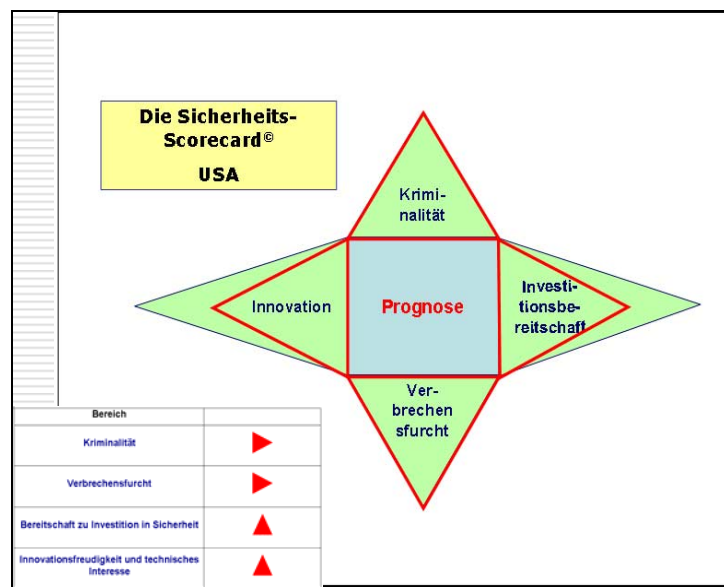 Die Sicherheits-
Scorecard©
USA
Krimi-
nalität
Innovation
Prognose
Investi-
tionsbe-
reitschaft
Ver-
brechen
sfurcht
Bereich
Kriminalität
Verbrechensfurcht
Bereitschaft zu Investition in Sicherheit
Innovationsfreudigkeit und technisches
Interesse